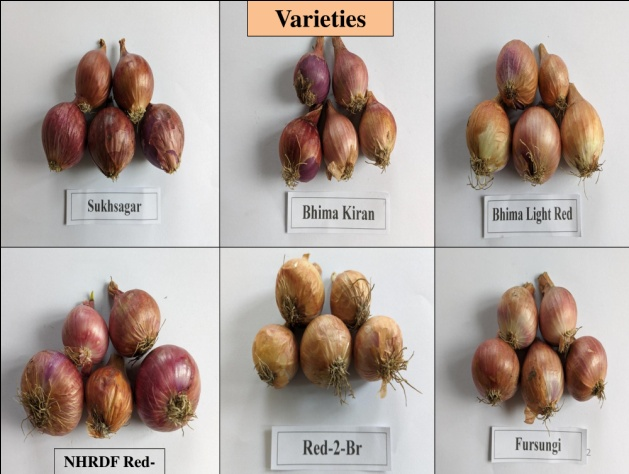 Varieties
Sukhsagar
Bhima Kiran
Bhima Light Red
NHRDF Red-
Red-2-Br
Fursungi
2